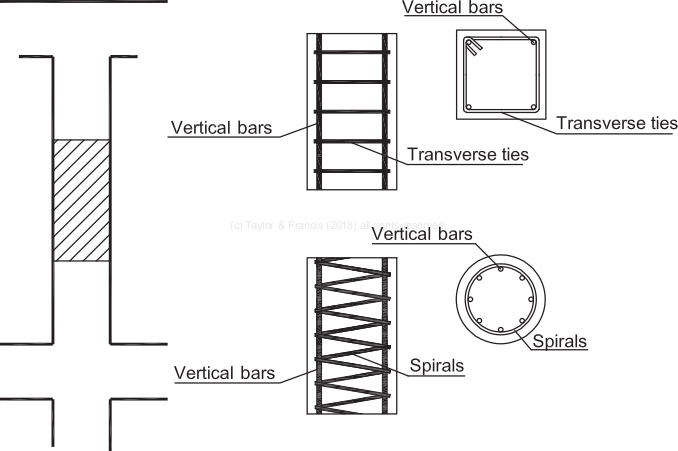 Vertical bars
Vertical bars
Transverse ties
Transverse ties
(c) Taylor & Francis (2018) all rights reserved
Vertical bars
Vertical bars
Spirals
Spirals